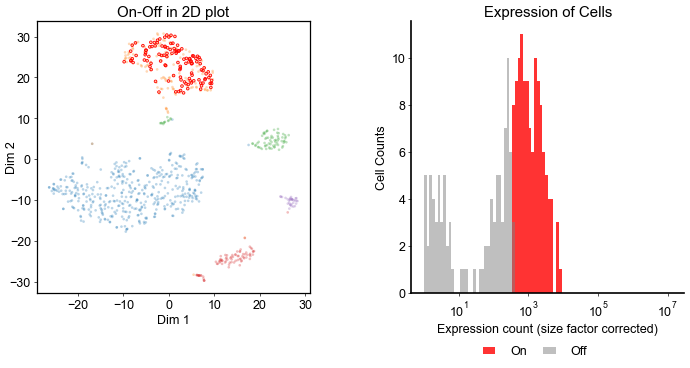 On-Off in 2D plot
30
20
10
0
−10
−20
−30
Dim 2
−20
−10
0
10
20
30
Dim 1
Expression of Cells
10
8
6
4
2
0
Cell Counts
10^1
10^3
10^5
10^7
Expression count (size factor corrected)
On
Off